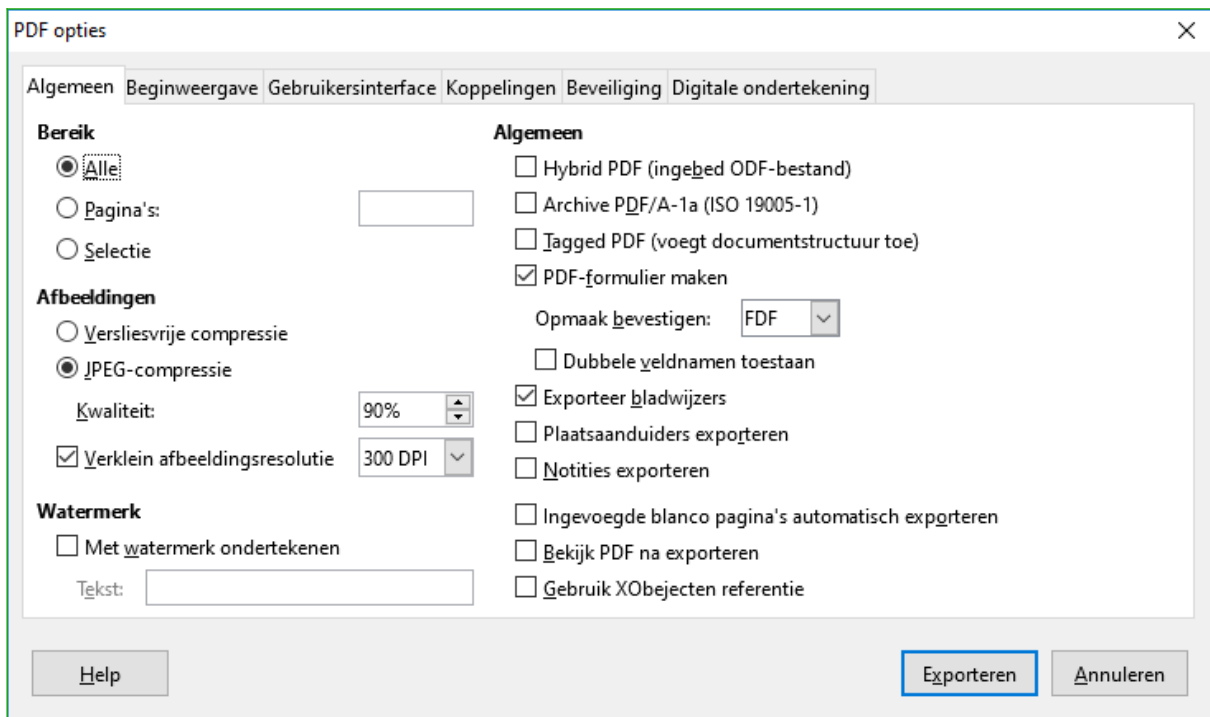 PDF opties
Algemeen Beginweergave Gebruikersinterface Koppelingen Beveiliging Digitale ondertekening
Bereik
Alle
Pagina's:
Selectie
Afbeeldingen
Versliesvrije compressie
JPEG-compressie
Kwaliteit: 90%
Verklein afbeeldingsresolutie 300 DPI
Watermerk
Met watermerk ondertekenen
Tekst:
Algemeen
Hybrid PDF (ingebed ODF-bestand)
Archive PDF/A-1a (ISO 19005-1)
Tagged PDF (voegt documentstructuur toe)
PDF-formulier maken
Opmaak bevestigen: FDF
Dubbele veldnamen toestaan
Exporteer bladwijzers
Plaatsaanduiders exporteren
Notities exporteren
Ingevoegde blanco pagina's automatisch exporteren
Bekijk PDF na exporteren
Gebruik XObejecten referentie
Help Exporteren Annuleren